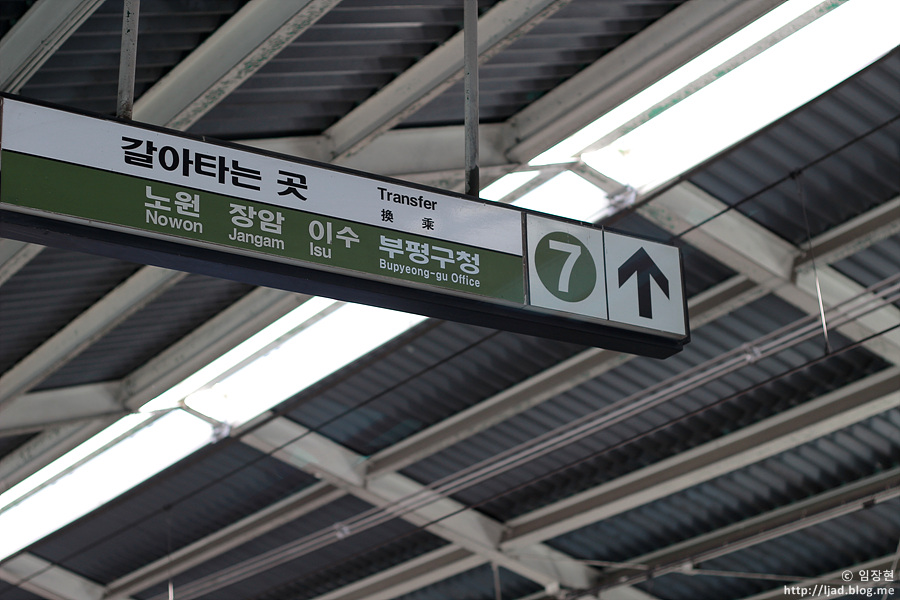 갈아타는 곳
Transfer
換乘
노원 장암 이수 부평구청
Nowon Jangam Isu Bupyeong-gu Office
7
© 임장현
http://ljad.blog.me